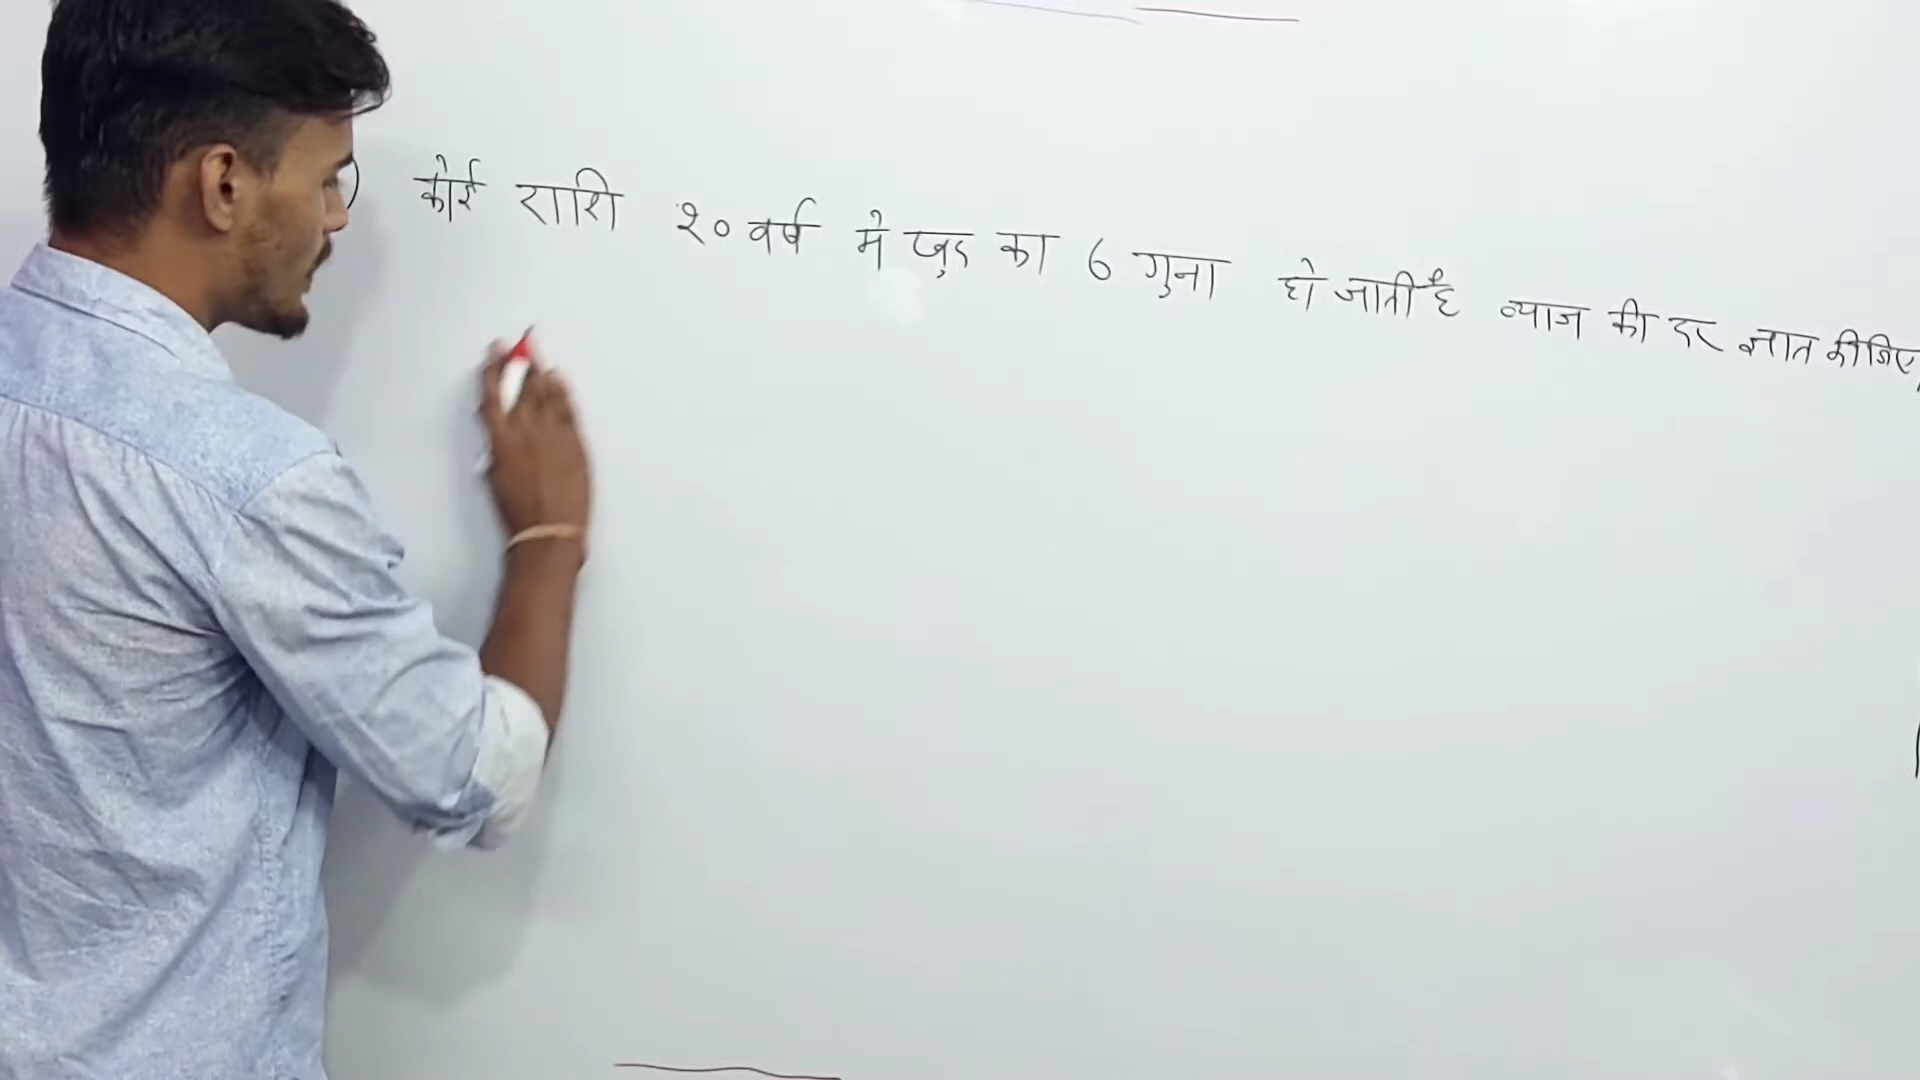 ) कोई राशि २० वर्ष मे खुद का 6 गुना हो जाती है ब्याज की दर ज्ञात कीजिए,